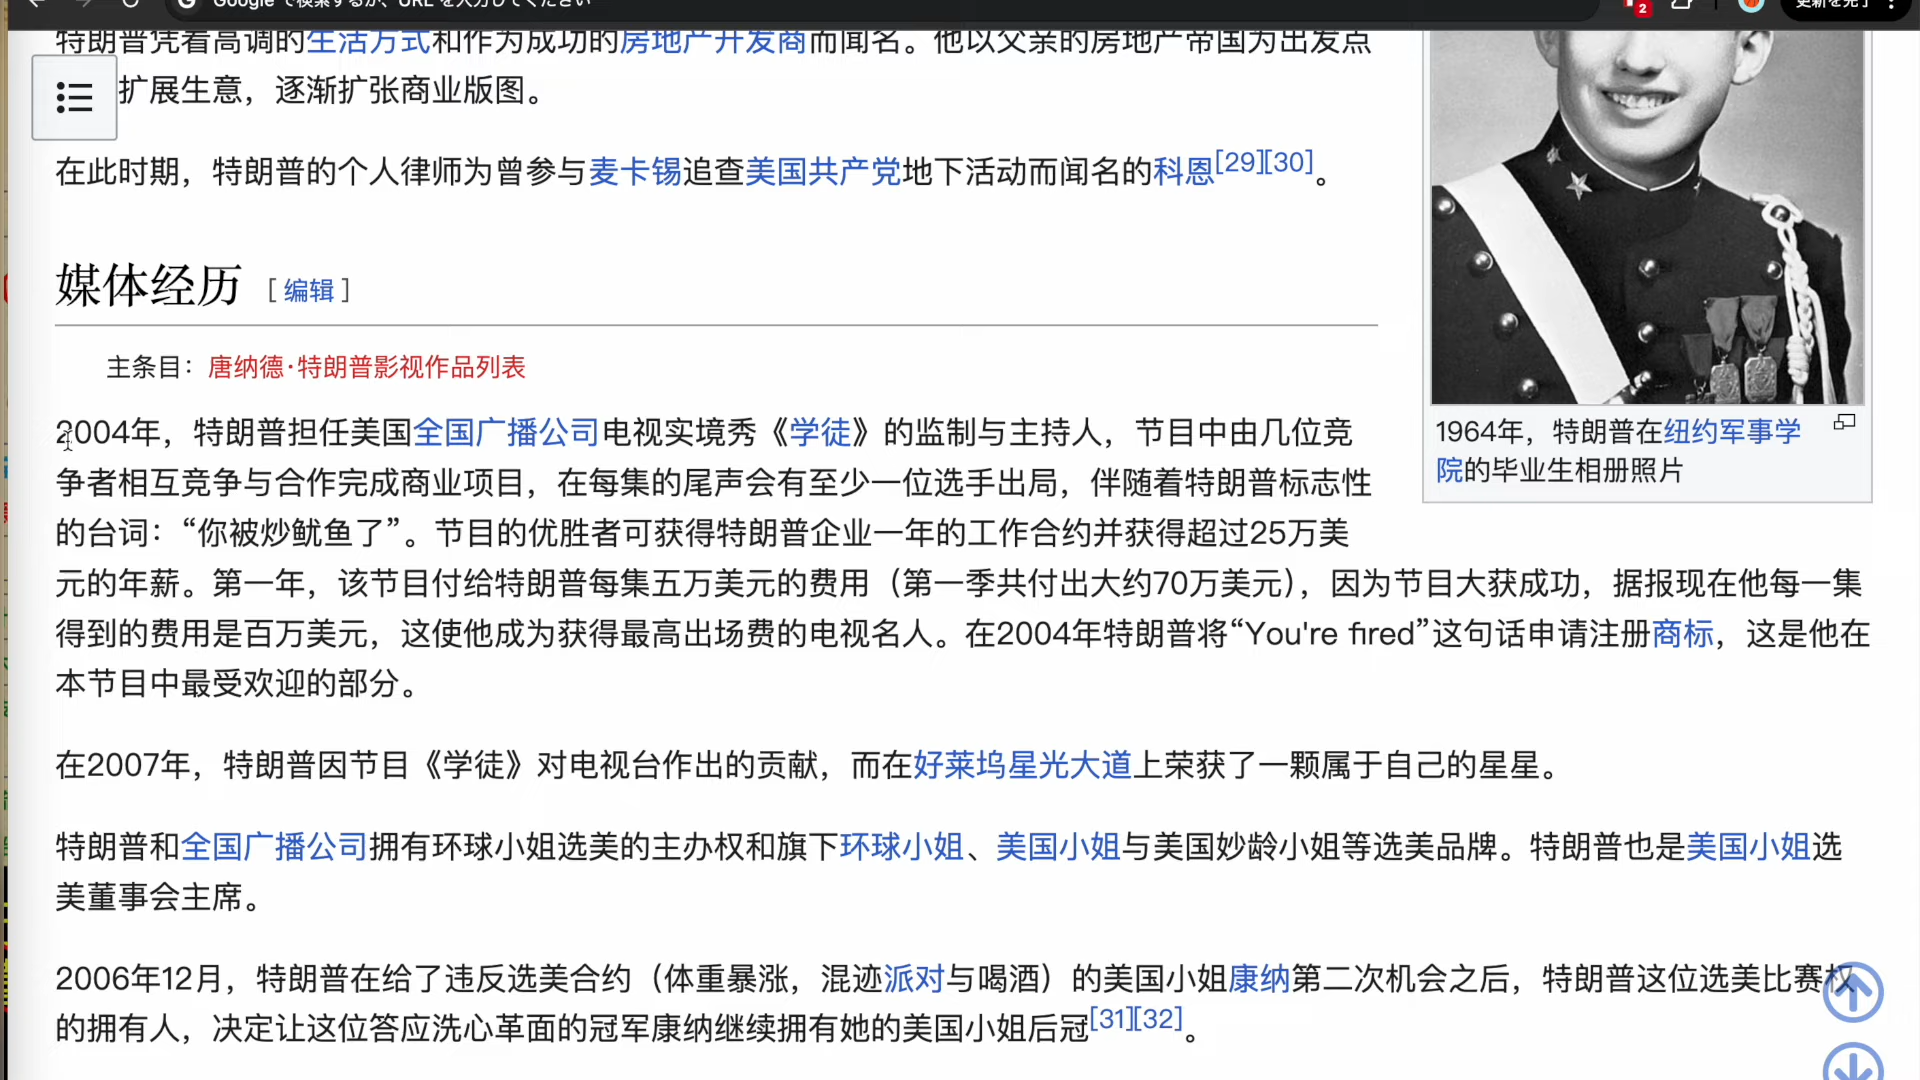 Google で検索するか、URL を入力してください
2
更新を完了
特朗普凭着高调的生活方式和作为成功的房地产开发商而闻名。他以父亲的房地产帝国为出发点
扩展生意，逐渐扩张商业版图。
在此时期，特朗普的个人律师为曾参与麦卡锡追查美国共产党地下活动而闻名的科恩[29][30]。
媒体经历 [编辑]
主条目：唐纳德·特朗普影视作品列表
2004年，特朗普担任美国全国广播公司电视实境秀《学徒》的监制与主持人，节目中由几位竞
争者相互竞争与合作完成商业项目，在每集的尾声会有至少一位选手出局，伴随着特朗普标志性
的台词：“你被炒鱿鱼了”。节目的优胜者可获得特朗普企业一年的工作合约并获得超过25万美
元的年薪。第一年，该节目付给特朗普每集五万美元的费用（第一季共付出大约70万美元），因为节目大获成功，据报现在他每一集
得到的费用是百万美元，这使他成为获得最高出场费的电视名人。在2004年特朗普将“You're fired”这句话申请注册商标，这是他在
本节目中最受欢迎的部分。
在2007年，特朗普因节目《学徒》对电视台作出的贡献，而在好莱坞星光大道上荣获了一颗属于自己的星星。
特朗普和全国广播公司拥有环球小姐选美的主办权和旗下环球小姐、美国小姐与美国妙龄小姐等选美品牌。特朗普也是美国小姐选
美董事会主席。
2006年12月，特朗普在给了违反选美合约（体重暴涨，混迹派对与喝酒）的美国小姐康纳第二次机会之后，特朗普这位选美比赛权
的拥有人，决定让这位答应洗心革面的冠军康纳继续拥有她的美国小姐后冠[31][32]。
1964年，特朗普在纽约军事学
院的毕业生相册照片